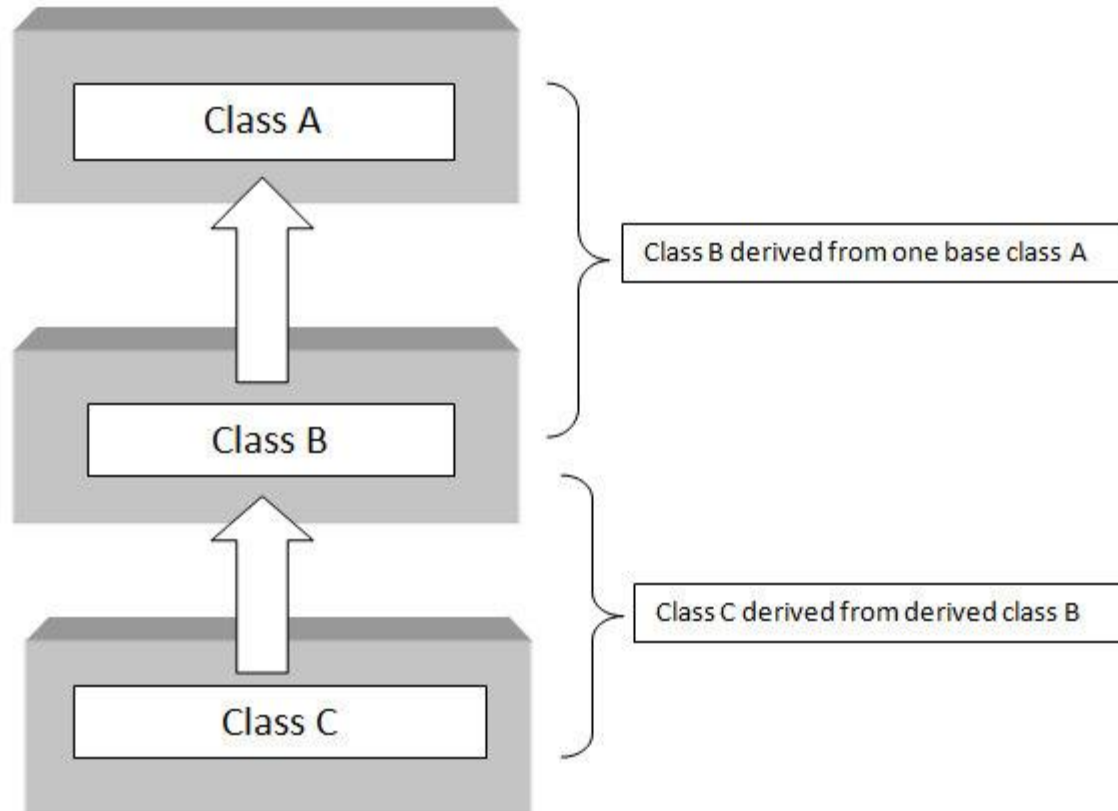 Class A
Class B derived from one base class A
Class B
Class C derived from derived class B
Class C